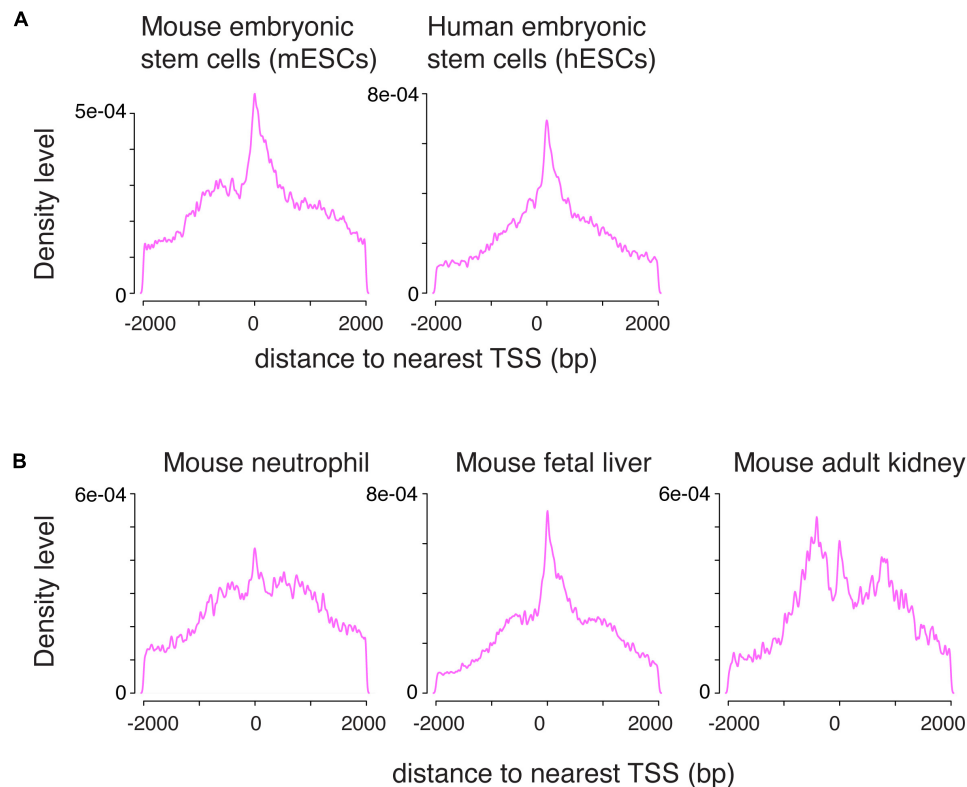 A
Mouse embryonic
stem cells (mESCs)
Human embryonic
stem cells (hESCs)
5e-04
0
Density level
8e-04
0
-2000 0 2000
-2000 0 2000
distance to nearest TSS (bp)
B
Mouse neutrophil
Mouse fetal liver
Mouse adult kidney
6e-04
0
Density level
8e-04
0
6e-04
0
-2000 0 2000
-2000 0 2000
-2000 0 2000
distance to nearest TSS (bp)